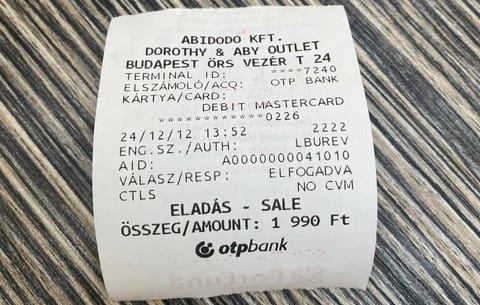 ABIDODO KFT.
DOROTHY & ABY OUTLET
BUDAPEST ÖRS VEZÉR T 24
TERMINAL ID: ****7240
ELSZÁMOLÓ/ACQ: OTP BANK
KÁRTYA/CARD:
DEBIT MASTERCARD
************0226
24/12/12 13:52 2222
ENG.SZ./AUTH: LBUREV
AID: A0000000041010
VÁLASZ/RESP: ELFOGADVA
CTLS NO CVM
ELADÁS - SALE
ÖSSZEG/AMOUNT: 1 990 Ft
otpbank